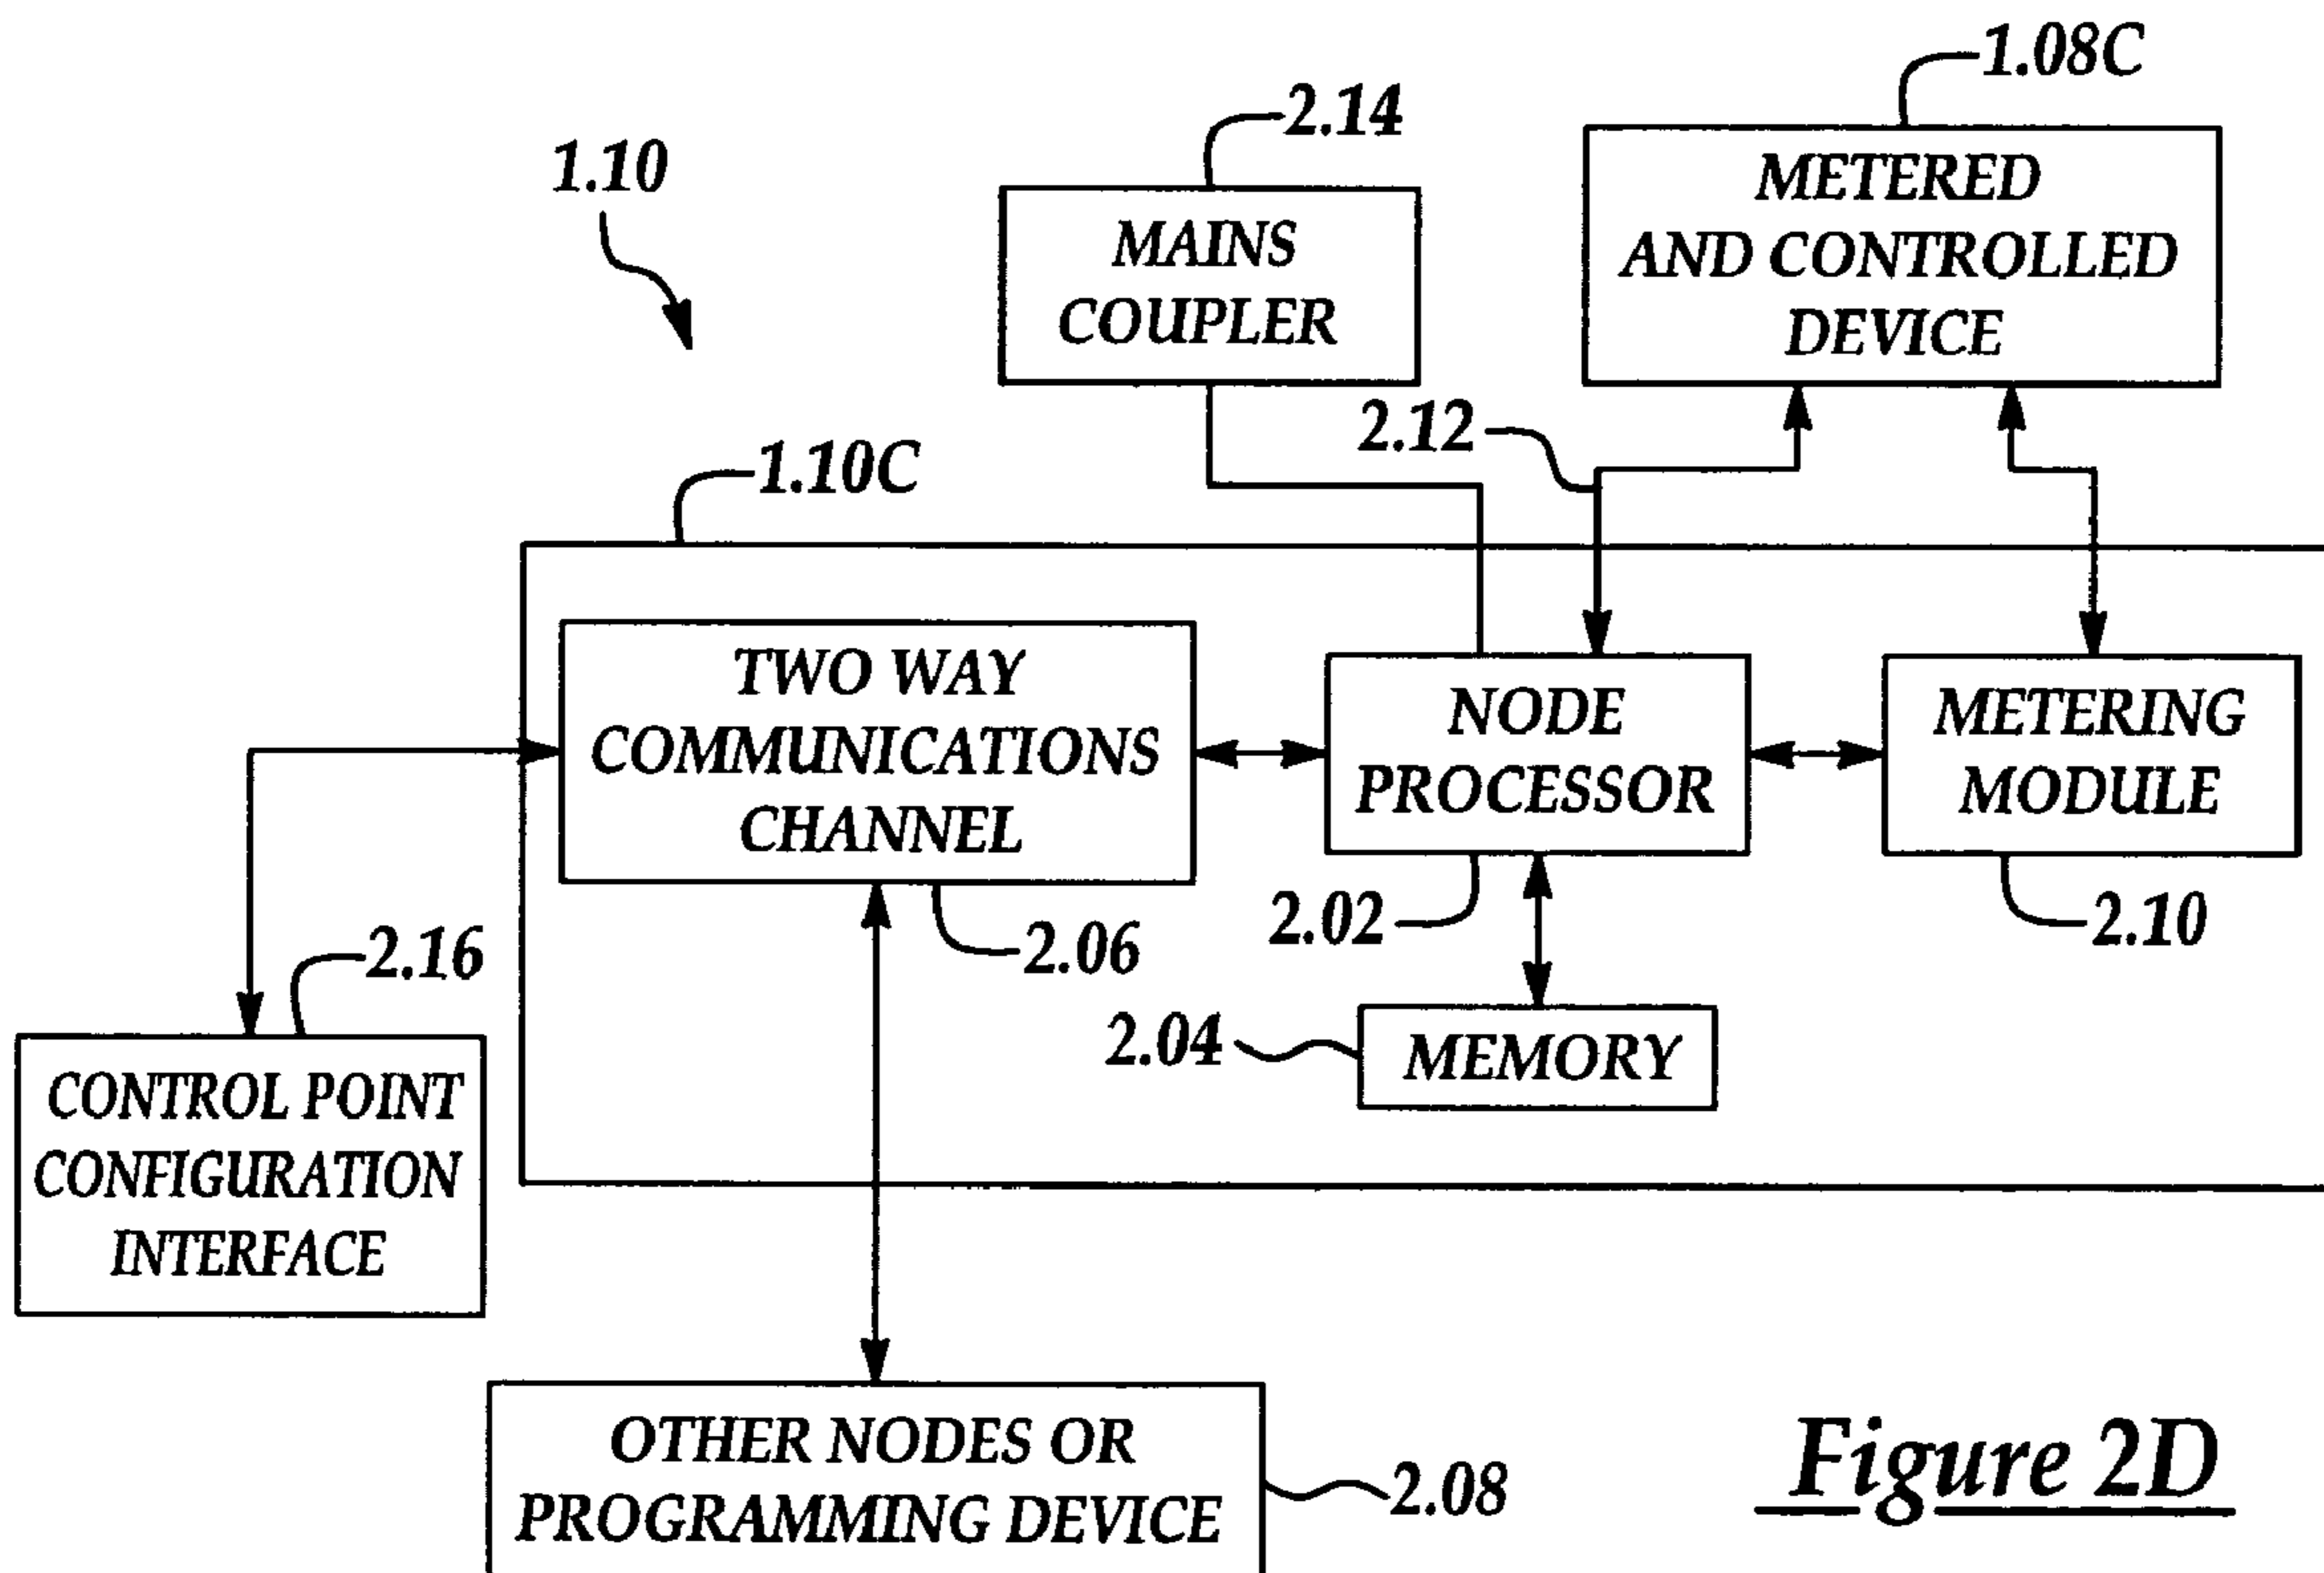 1.08C
2.14
1.10
METERED
AND CONTROLLED
DEVICE
MAINS
COUPLER
2.12
1.10C
TWO WAY
COMMUNICATIONS
CHANNEL
NODE
PROCESSOR
METERING
MODULE
2.16
2.06
2.02
2.10
2.04
MEMORY
CONTROL POINT
CONFIGURATION
INTERFACE
OTHER NODES OR
PROGRAMMING DEVICE
2.08
Figure 2D